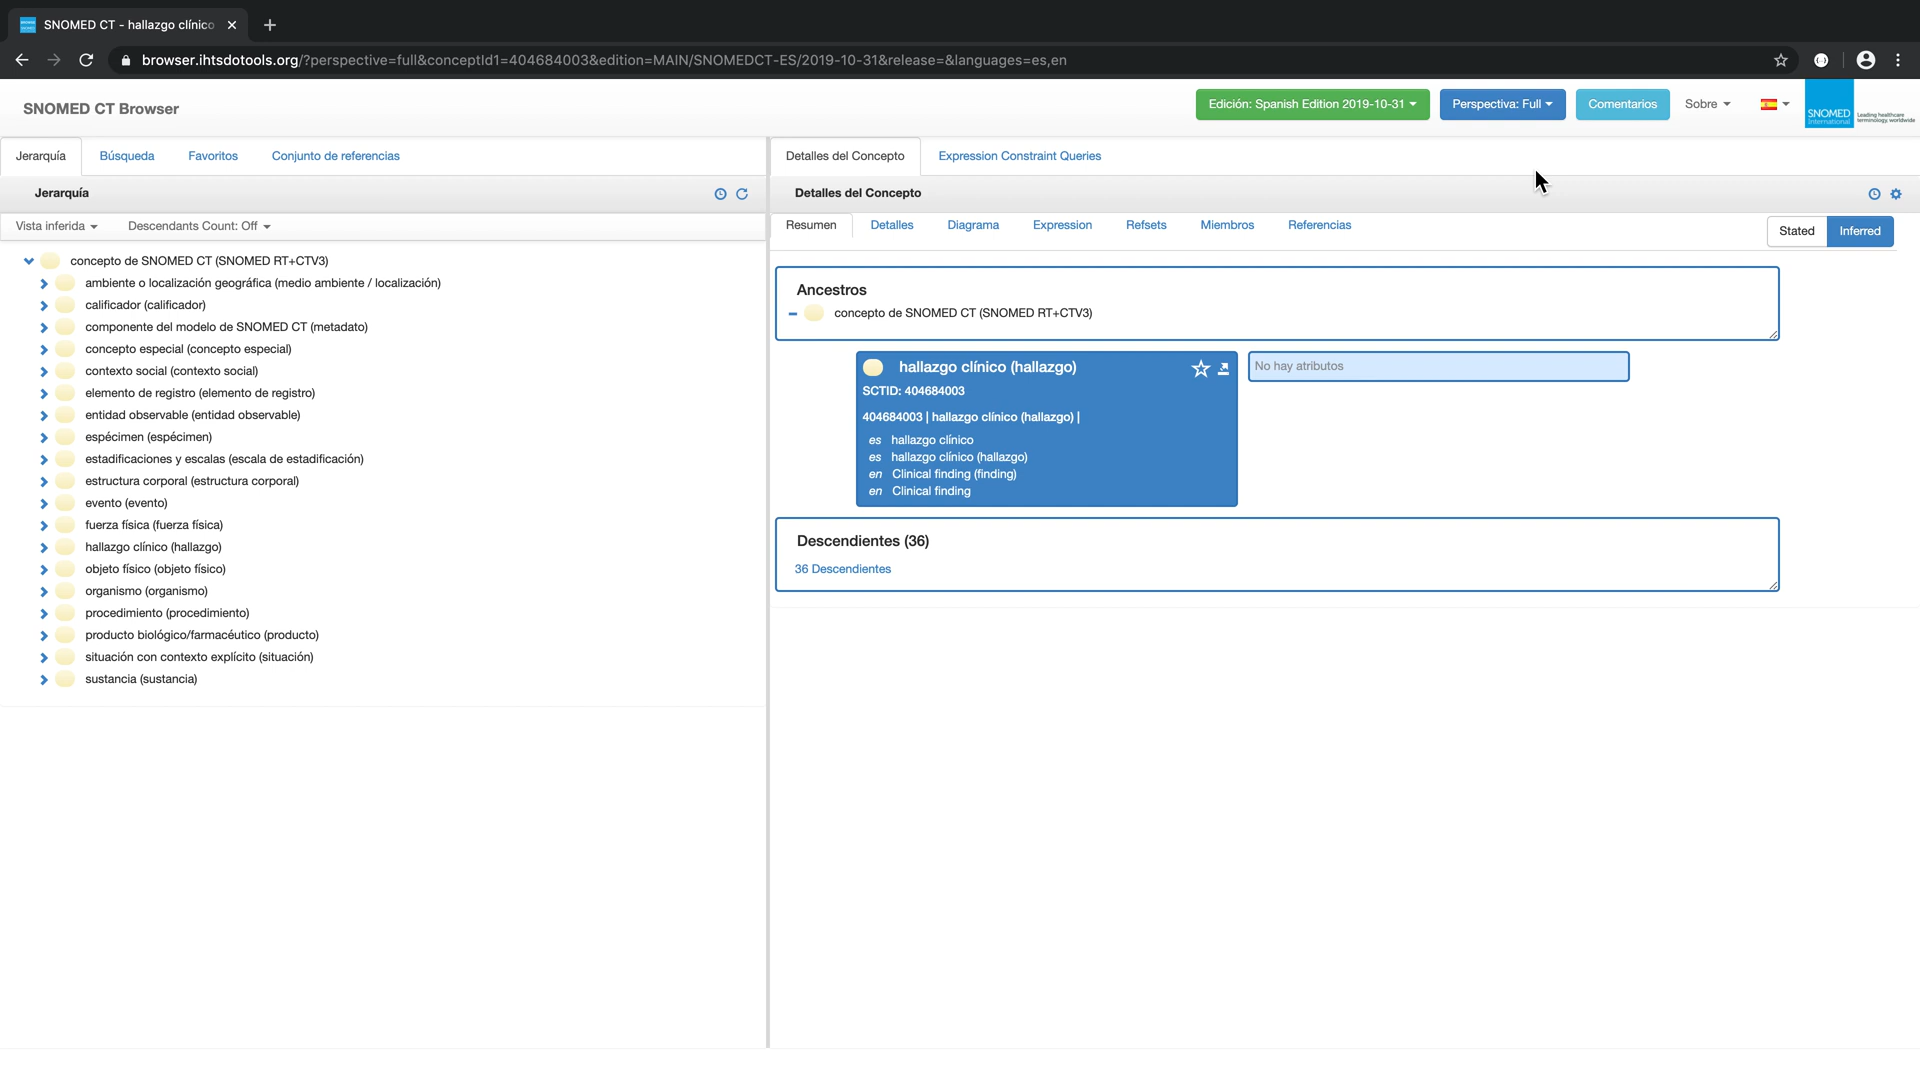 SNOMED CT - hallazgo clínico
browser.ihtsdotools.org/?perspective=full&conceptId1=404684003&edition=MAIN/SNOMEDCT-ES/2019-10-31&release=&languages=es,en
SNOMED CT Browser
Edición: Spanish Edition 2019-10-31
Perspectiva: Full
Comentarios
Sobre
SNOMED
International
Leading healthcare
terminology, worldwide
Jerarquía
Búsqueda
Favoritos
Conjunto de referencias
Jerarquía
Vista inferida
Descendants Count: Off
concepto de SNOMED CT (SNOMED RT+CTV3)
ambiente o localización geográfica (medio ambiente / localización)
calificador (calificador)
componente del modelo de SNOMED CT (metadato)
concepto especial (concepto especial)
contexto social (contexto social)
elemento de registro (elemento de registro)
entidad observable (entidad observable)
espécimen (espécimen)
estadificaciones y escalas (escala de estadificación)
estructura corporal (estructura corporal)
evento (evento)
fuerza física (fuerza física)
hallazgo clínico (hallazgo)
objeto físico (objeto físico)
organismo (organismo)
procedimiento (procedimiento)
producto biológico/farmacéutico (producto)
situación con contexto explícito (situación)
sustancia (sustancia)
Detalles del Concepto
Expression Constraint Queries
Detalles del Concepto
Resumen
Detalles
Diagrama
Expression
Refsets
Miembros
Referencias
Stated
Inferred
Ancestros
concepto de SNOMED CT (SNOMED RT+CTV3)
hallazgo clínico (hallazgo)
SCTID: 404684003
404684003 | hallazgo clínico (hallazgo) |
es hallazgo clínico
es hallazgo clínico (hallazgo)
en Clinical finding (finding)
en Clinical finding
No hay atributos
Descendientes (36)
36 Descendientes